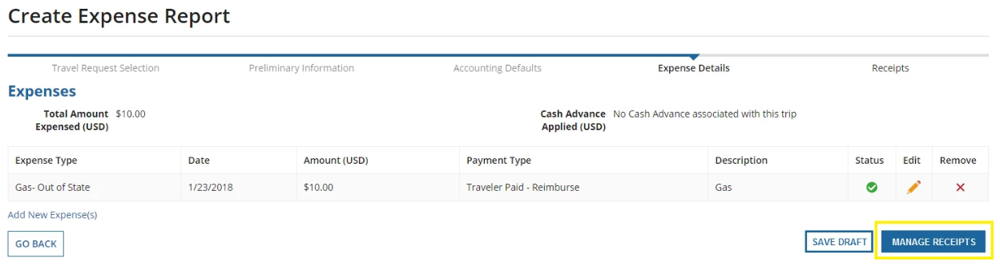 Create Expense Report
Travel Request Selection Preliminary Information Accounting Defaults Expense Details Receipts
Expenses
Total Amount Expensed (USD) $10.00
Cash Advance Applied (USD) No Cash Advance associated with this trip
Expense Type Date Amount (USD) Payment Type Description Status Edit Remove
Gas- Out of State 1/23/2018 $10.00 Traveler Paid - Reimburse Gas
Add New Expense(s)
GO BACK SAVE DRAFT MANAGE RECEIPTS